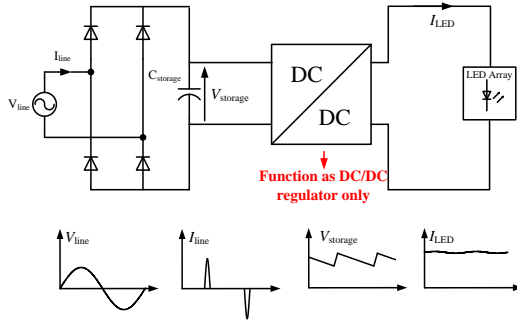 I_LED
I_line
C_storage
DC
LED Array
V_line
V_storage
DC
Function as DC/DC
regulator only
V_line
I_line
V_storage
I_LED